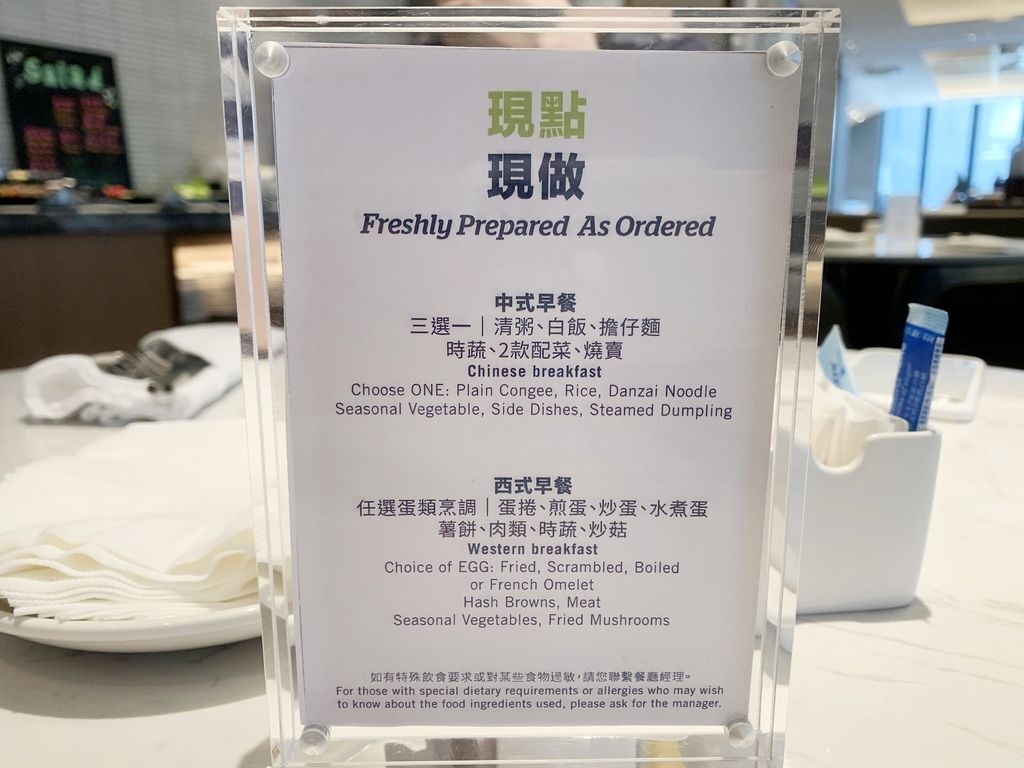 Salad
現點
現做
Freshly Prepared As Ordered
中式早餐
三選一｜清粥、白飯、擔仔麵
時蔬、2款配菜、燒賣
Chinese breakfast
Choose ONE: Plain Congee, Rice, Danzai Noodle
Seasonal Vegetable, Side Dishes, Steamed Dumpling
西式早餐
任選蛋類烹調｜蛋捲、煎蛋、炒蛋、水煮蛋
薯餅、肉類、時蔬、炒菇
Western breakfast
Choice of EGG: Fried, Scrambled, Boiled
or French Omelet
Hash Browns, Meat
Seasonal Vegetables, Fried Mushrooms
如有特殊飲食要求或對某些食物過敏，請您聯繫餐廳經理。
For those with special dietary requirements or allergies who may wish
to know about the food ingredients used, please ask for the manager.